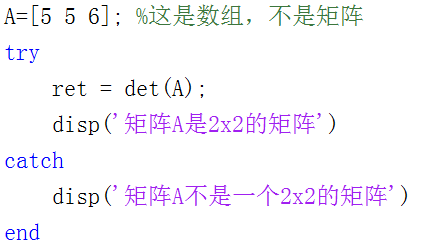 A=[5 5 6]; %这是数组，不是矩阵
try
    ret = det(A);
    disp('矩阵A是2x2的矩阵')
catch
    disp('矩阵A不是一个2x2的矩阵')
end